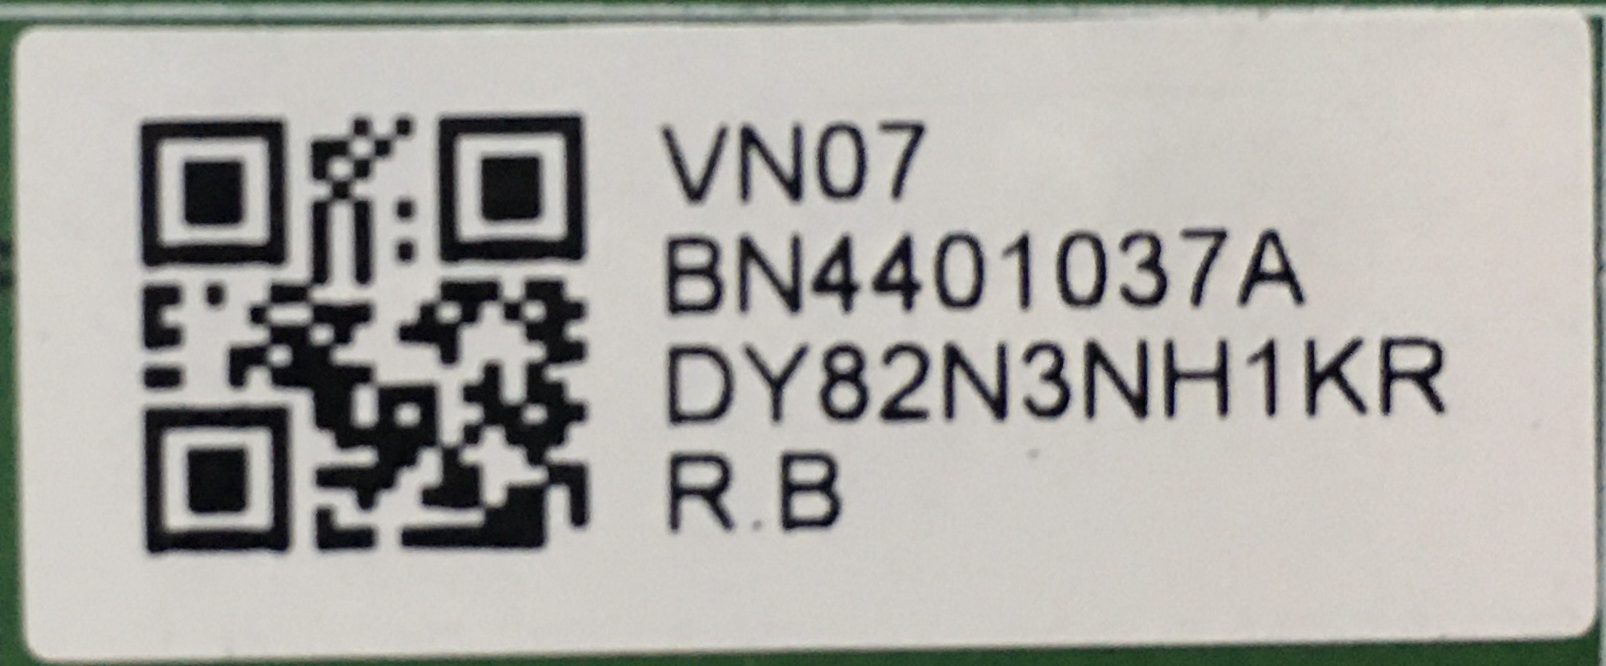 VN07
BN4401037A
DY82N3NH1KR
R.B